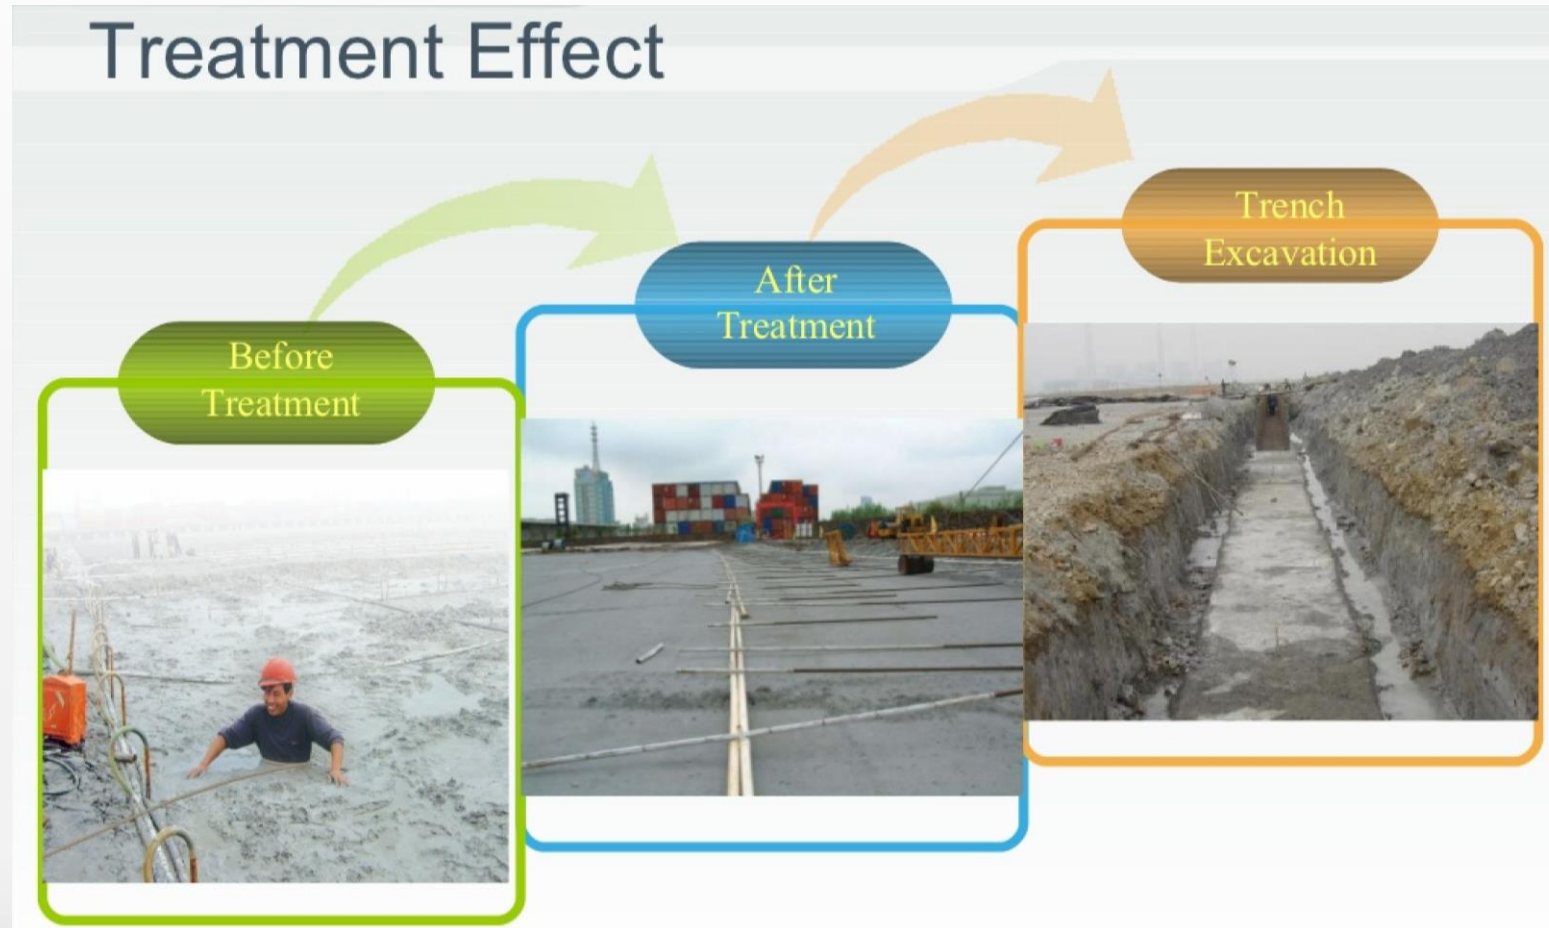 Treatment Effect
Before
Treatment
After
Treatment
Trench
Excavation